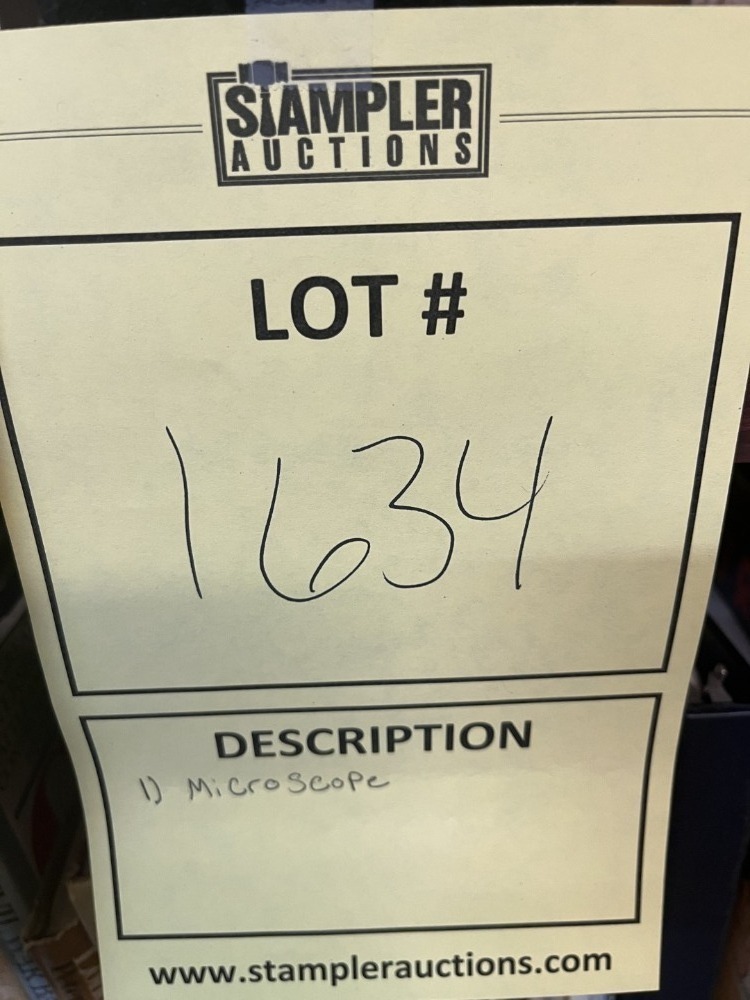 STAMPLER
AUCTIONS
LOT #
1634
DESCRIPTION
1) Microscope
www.stamplerauctions.com